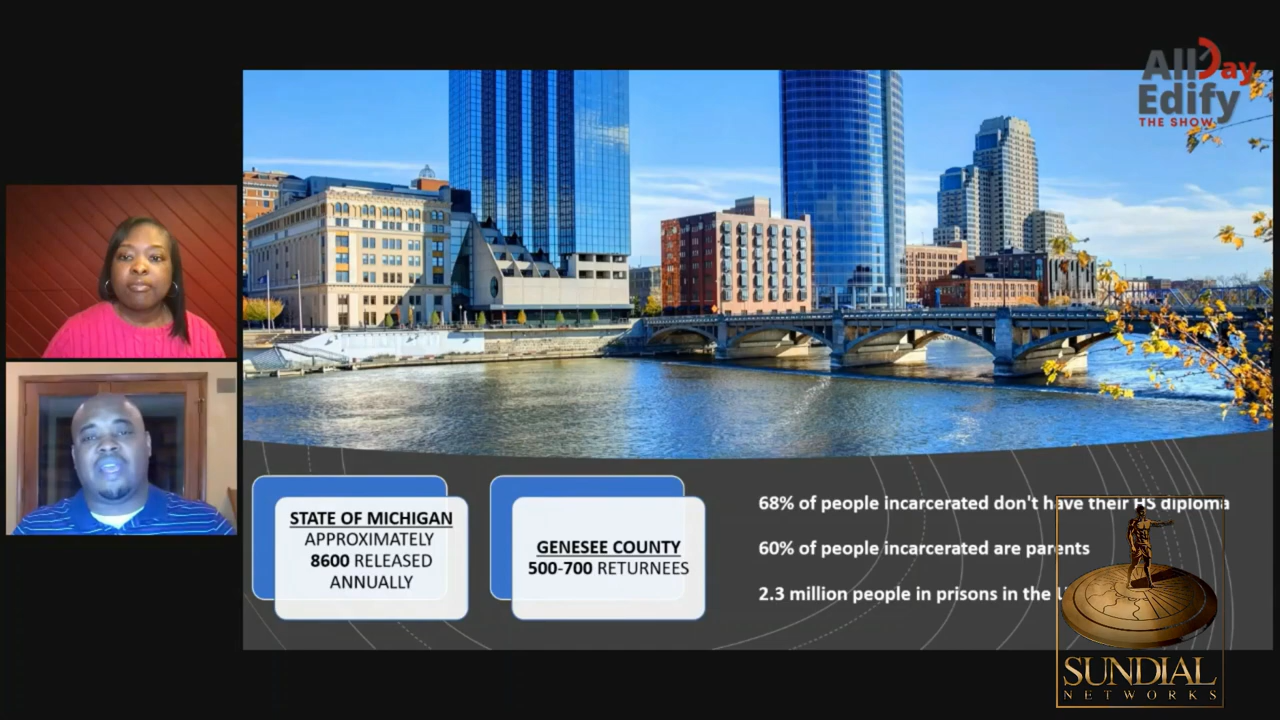 All Day
Edify
THE SHOW
STATE OF MICHIGAN
APPROXIMATELY
8600 RELEASED
ANNUALLY
GENESEE COUNTY
500-700 RETURNEES
68% of people incarcerated don't have their HS diploma
60% of people incarcerated are parents
2.3 million people in prisons in the
SUNDIAL
NETWORKS